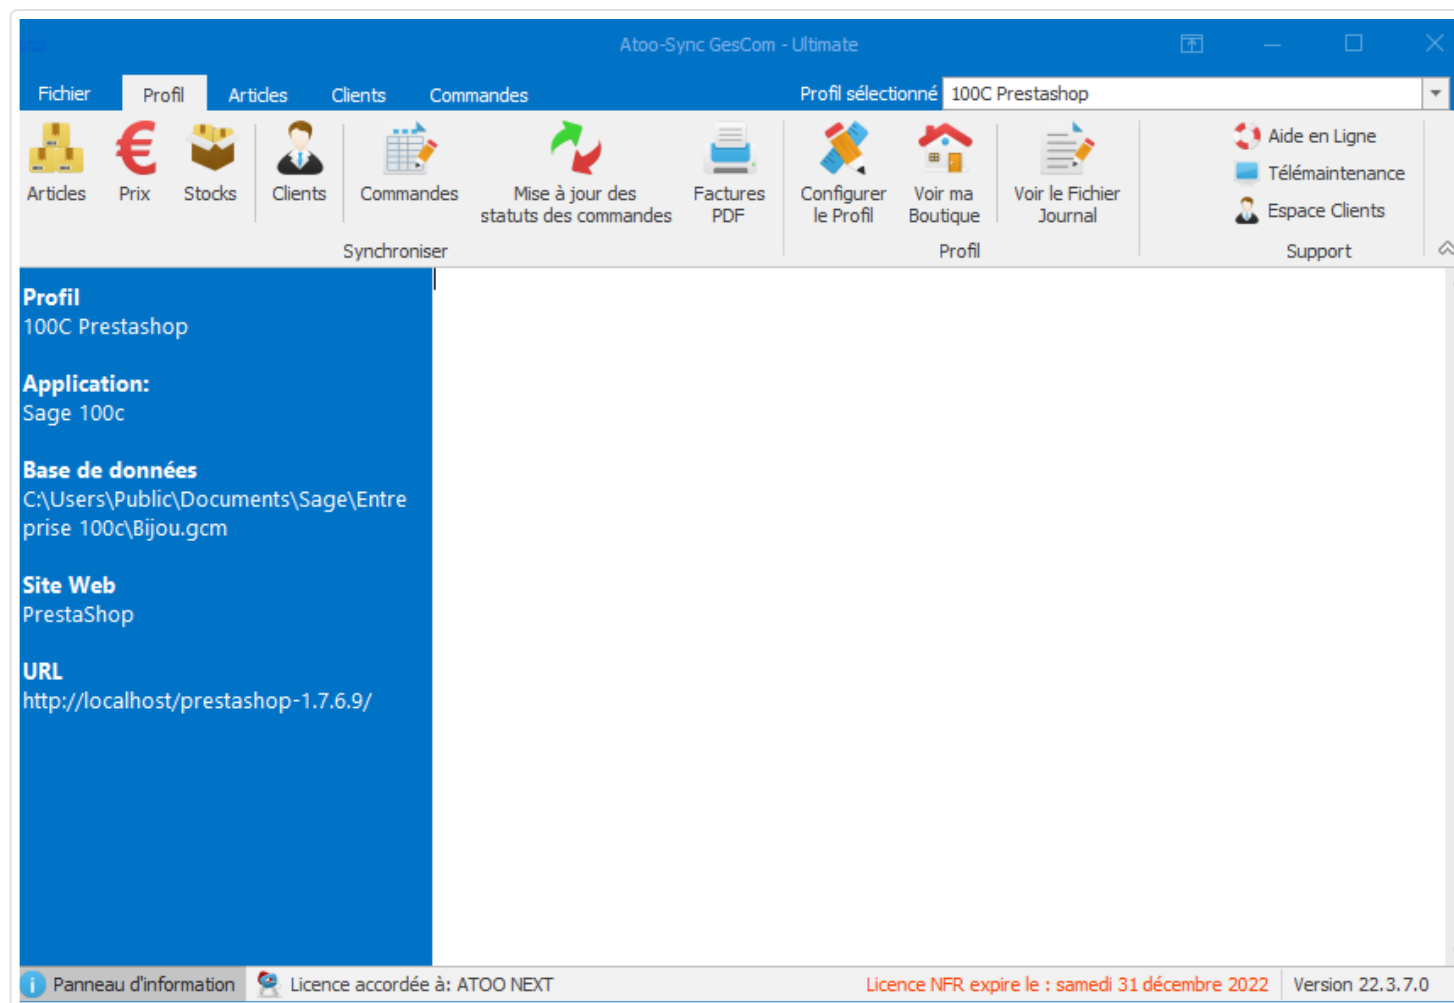 Atoo-Sync GesCom - Ultimate
Fichier Profil Articles Clients Commandes Profil sélectionné 100C Prestashop
Articles Prix Stocks Clients Commandes Mise à jour des statuts des commandes Factures PDF Configurer le Profil Voir ma Boutique Voir le Fichier Journal
Aide en Ligne
Télémaintenance
Espace Clients
Synchroniser Profil Support
Profil
100C Prestashop
Application:
Sage 100c
Base de données
C:\Users\Public\Documents\Sage\Entre
prise 100c\Bijou.gcm
Site Web
PrestaShop
URL
http://localhost/prestashop-1.7.6.9/
Panneau d'information Licence accordée à: ATOO NEXT Licence NFR expire le : samedi 31 décembre 2022 Version 22.3.7.0